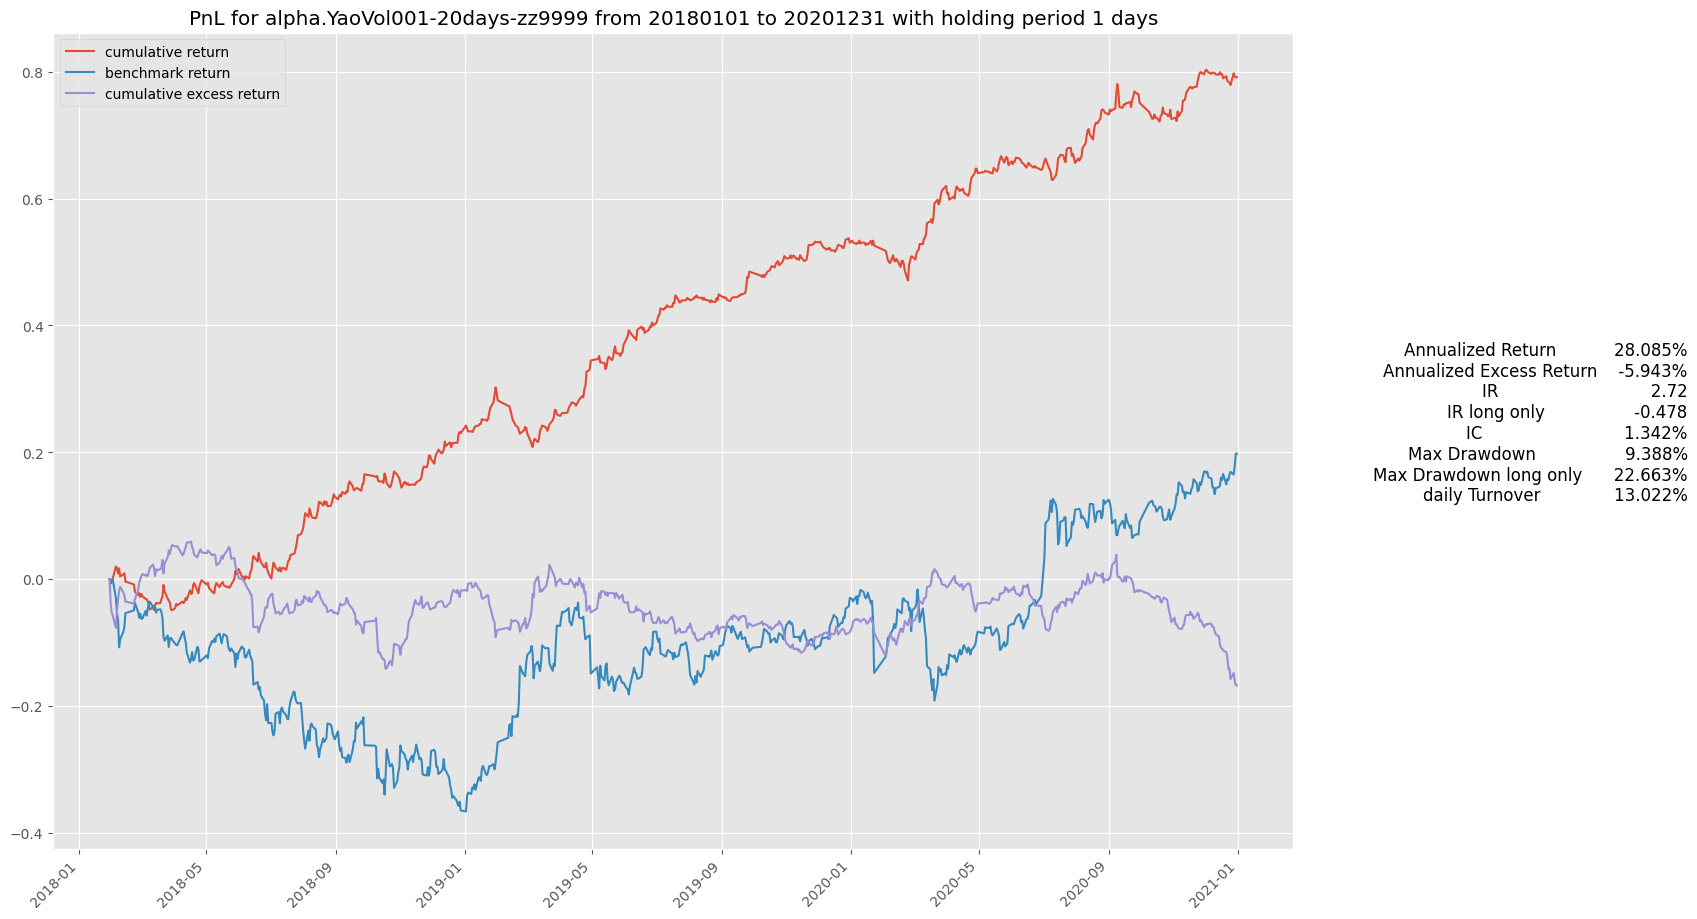 PnL for alpha.YaoVol001-20days-zz9999 from 20180101 to 20201231 with holding period 1 days
cumulative return
benchmark return
cumulative excess return
0.8
0.6
0.4
0.2
0.0
−0.2
−0.4
2018-01
2018-05
2018-09
2019-01
2019-05
2019-09
2020-01
2020-05
2020-09
2021-01
Annualized Return 28.085%
Annualized Excess Return -5.943%
IR 2.72
IR long only -0.478
IC 1.342%
Max Drawdown 9.388%
Max Drawdown long only 22.663%
daily Turnover 13.022%